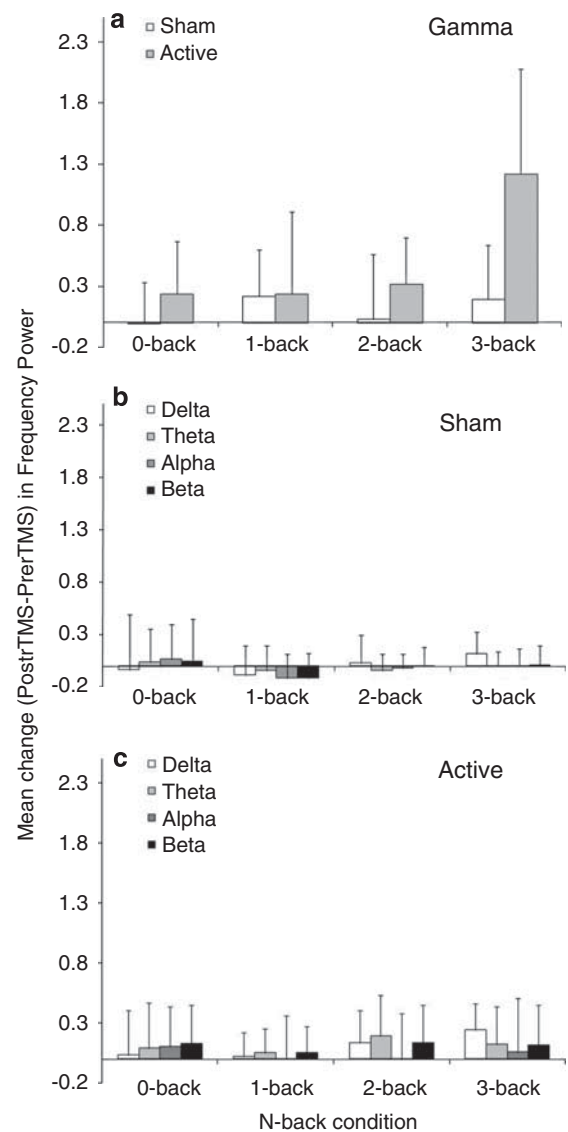 Mean change (PostrTMS-PrerTMS) in Frequency Power
a
Sham
Active
Gamma
2.3
1.8
1.3
0.8
0.3
-0.2
0-back 1-back 2-back 3-back
b
Delta
Theta
Alpha
Beta
Sham
2.3
1.8
1.3
0.8
0.3
-0.2
0-back 1-back 2-back 3-back
c
Delta
Theta
Alpha
Beta
Active
2.3
1.8
1.3
0.8
0.3
-0.2
0-back 1-back 2-back 3-back
N-back condition